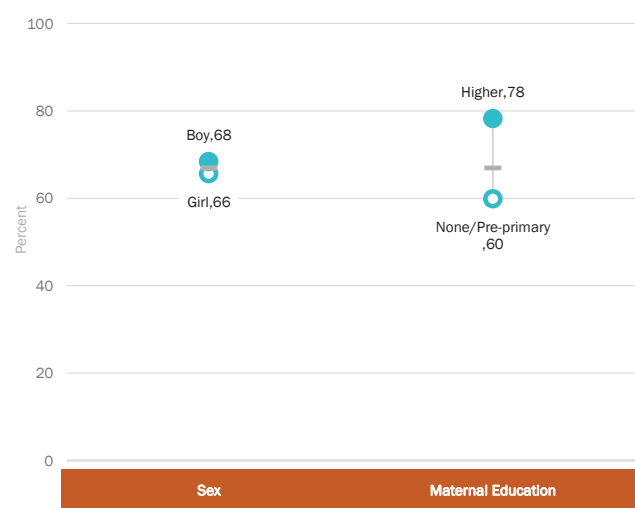 100
80
60
40
20
0
Percent
Boy,68
Girl,66
Higher,78
None/Pre-primary
,60
Sex
Maternal Education